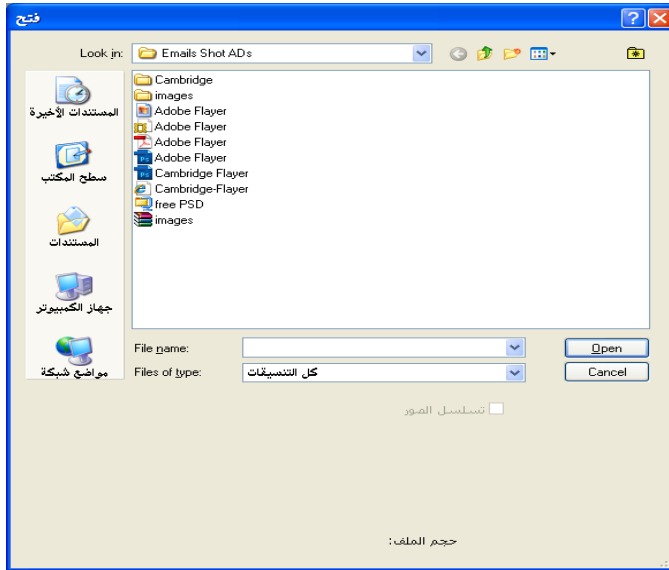 فتح
Look in: Emails Shot ADs
المستندات الأخيرة
سطح المكتب
المستندات
جهاز الكمبيوتر
مواضع شبكة
Cambridge
images
Adobe Flayer
Adobe Flayer
Adobe Flayer
Adobe Flayer
Cambridge Flayer
Cambridge-Flayer
free PSD
images
File name:
Open
Files of type: كل التنسيقات
Cancel
تسلسل الصور
حجم الملف: